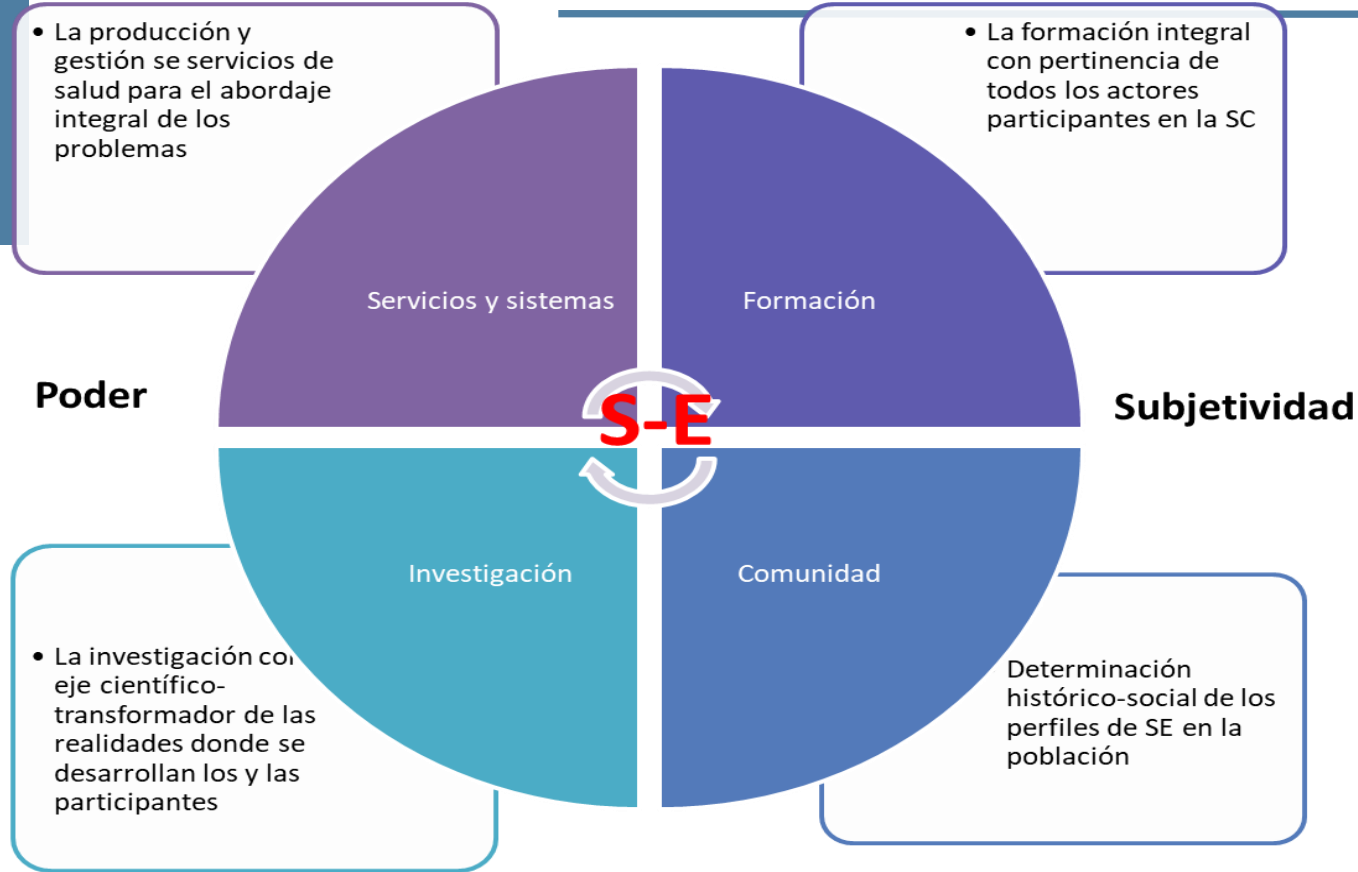 • La producción y
gestión se servicios de
salud para el abordaje
integral de los
problemas
• La formación integral
con pertinencia de
todos los actores
participantes en la SC
Servicios y sistemas
Formación
Poder
S-E
Subjetividad
Investigación
Comunidad
• La investigación
eje científico-
transformador de las
realidades donde se
desarrollan los y las
participantes
Determinación
histórico-social de los
perfiles de SE en la
población